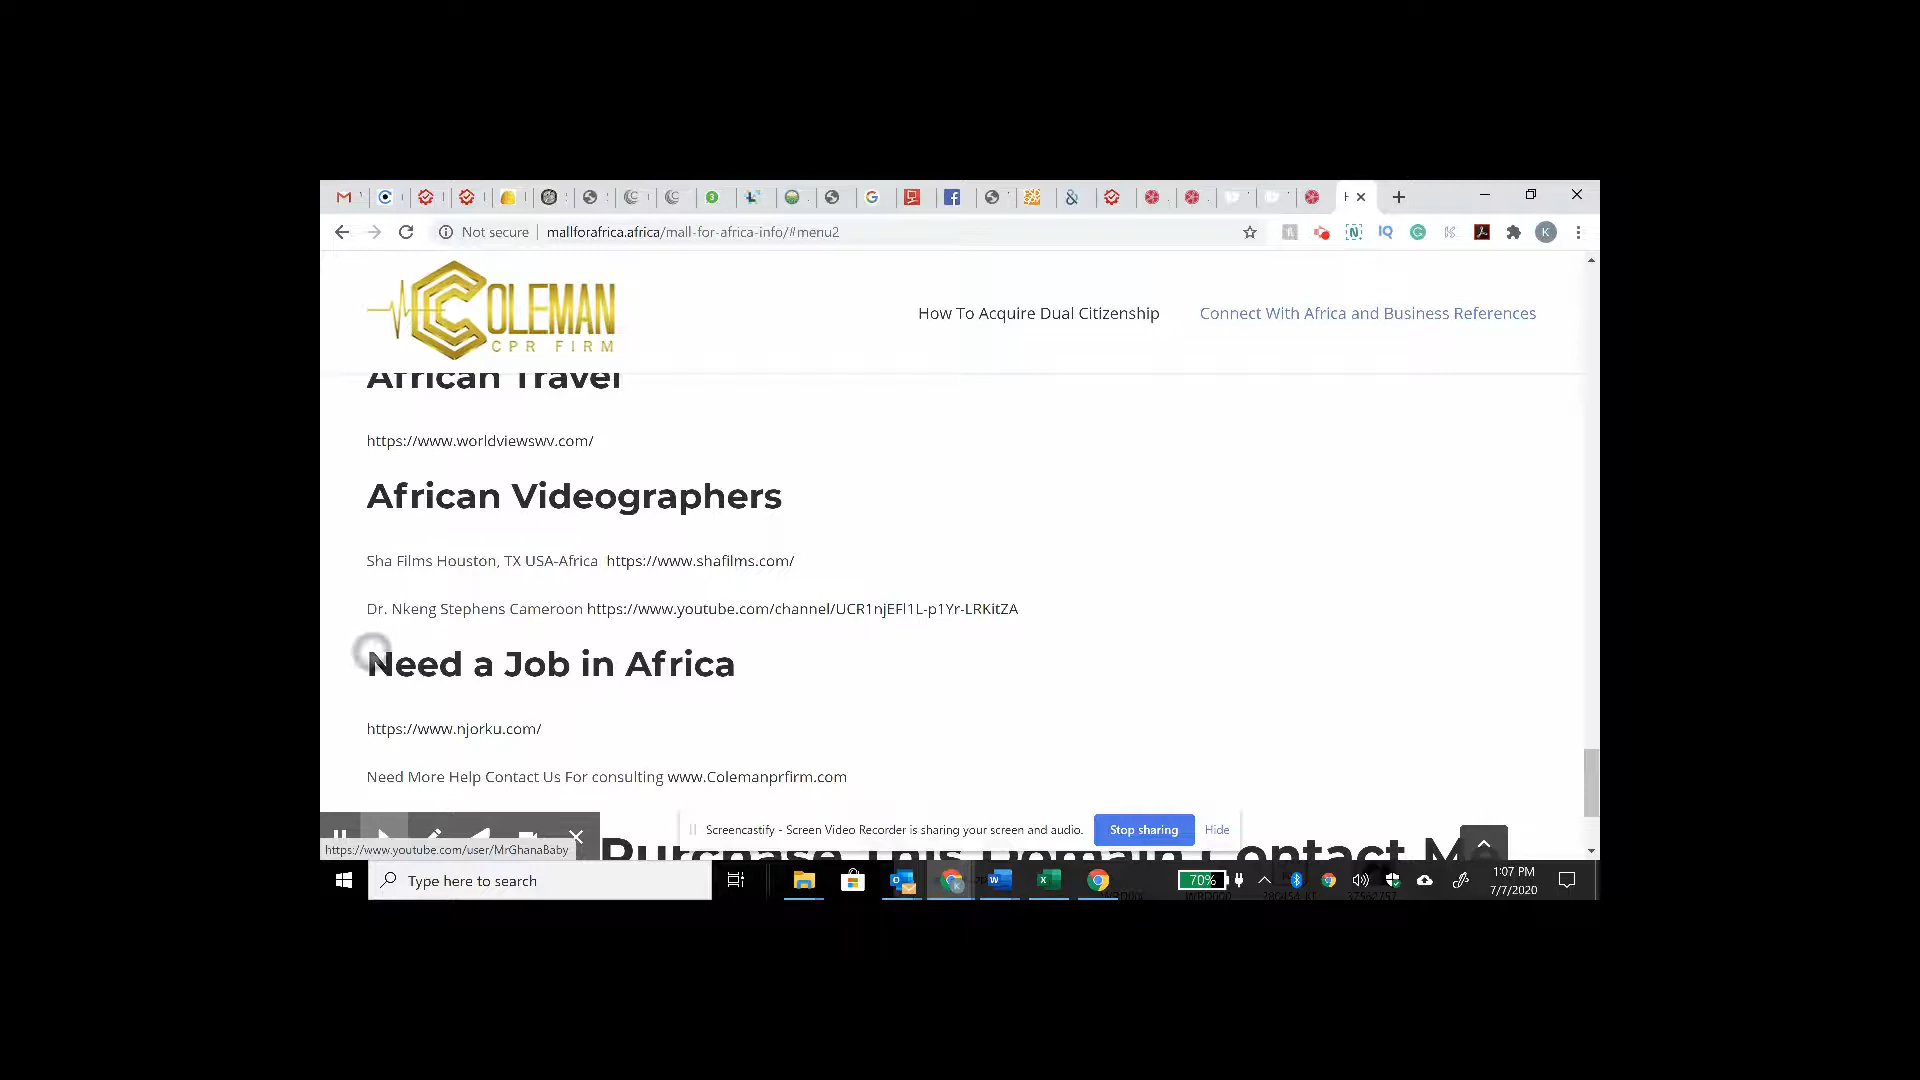 Not secure
mallforafrica.africa/mall-for-africa-info/#menu2
COLEMAN
CPR FIRM
How To Acquire Dual Citizenship
Connect With Africa and Business References
African Travel
https://www.worldviewswv.com/
African Videographers
Sha Films Houston, TX USA-Africa https://www.shafilms.com/
Dr. Nkeng Stephens Cameroon https://www.youtube.com/channel/UCR1njEFl1L-p1Yr-LRKitZA
Need a Job in Africa
https://www.njorku.com/
Need More Help Contact Us For consulting www.Colemanprfirm.com
Screencastify - Screen Video Recorder is sharing your screen and audio.
Stop sharing
Hide
Purchase This Domain Contact Me
https://www.youtube.com/user/MrGhanaBaby
Type here to search
70%
1:07 PM
7/7/2020